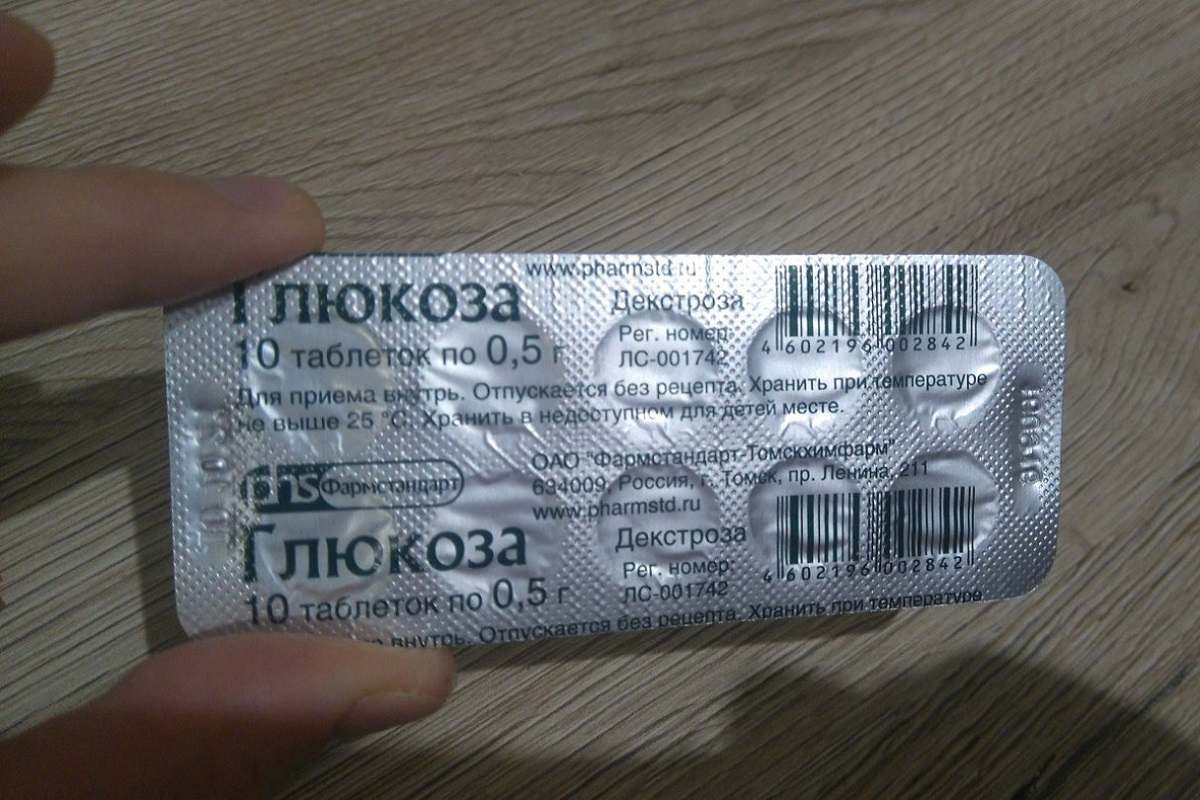 www.pharmstd.ru
Глюкоза
Декстроза
10 таблеток по 0,5 г
Рег. номер:
ЛС-001742
4 602196 002842
Для приема внутрь. Отпускается без рецепта. Хранить при температуре
не выше 25 °С. Хранить в недоступном для детей месте.
Фармстандарт
ОАО "Фармстандарт-Томскхимфарм"
634009, Россия, г. Томск, пр. Ленина, 211
www.pharmstd.ru
Глюкоза
Декстроза
10 таблеток по 0,5 г
Рег. номер:
ЛС-001742
4 602196 002842
внутрь. Отпускается без рецепта. Хранить при температуре